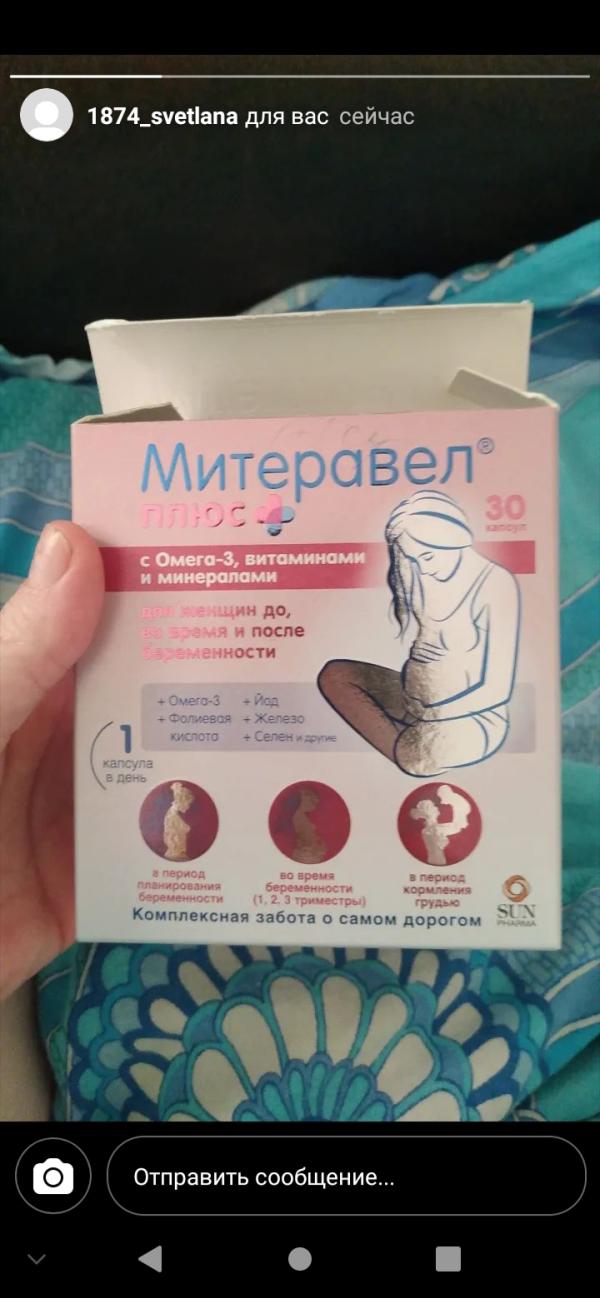 1874_svetlana для вас сейчас
Митеравел®
плюс
30
капсул
с Омега-3, витаминами
и минералами
для женщин до,
во время и после
беременности
+ Омега-3 + Йод
+ Фолиевая + Железо
кислота + Селен и другие
1
капсула
в день
в период
планирования
беременности
во время
беременности
(1, 2, 3 триместры)
в период
кормления
грудью
Комплексная забота о самом дорогом
SUN
PHARMA
Отправить сообщение...